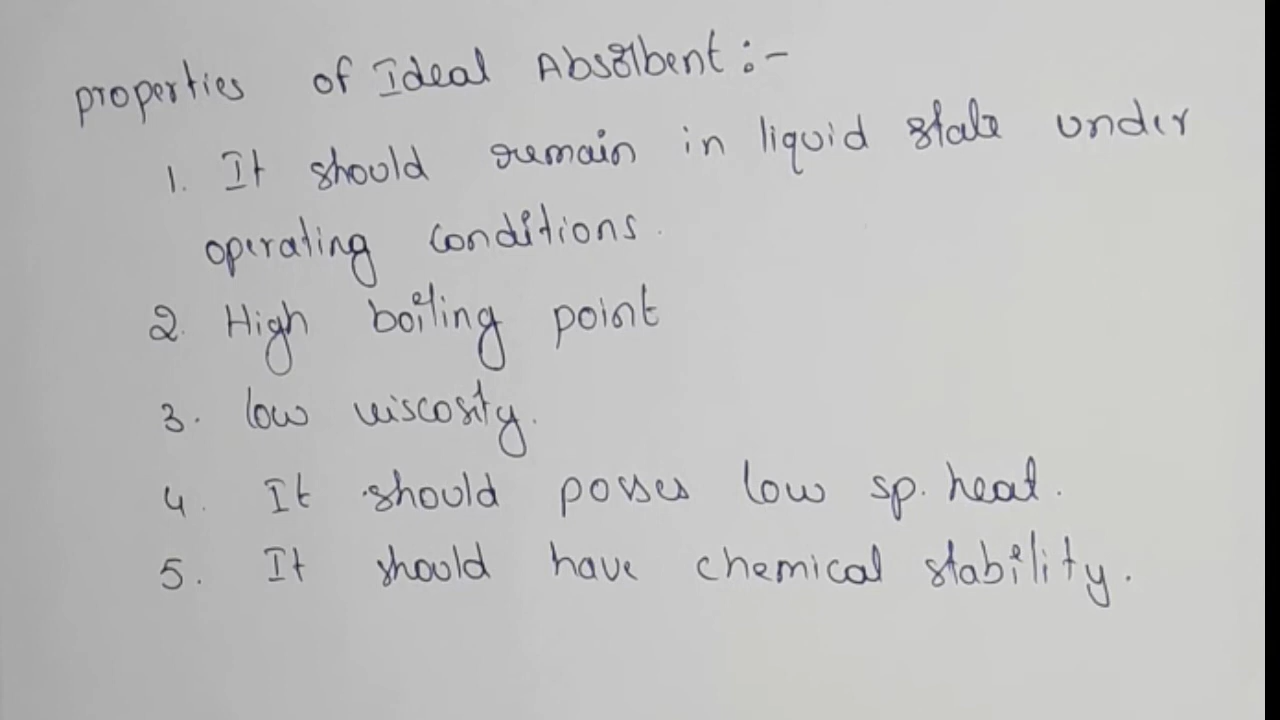 properties of Ideal Absorbent :-
1. It should remain in liquid state under
operating conditions.
2. High boiling point
3. low viscosity.
4. It should posses low sp. heat.
5. It should have chemical stability.